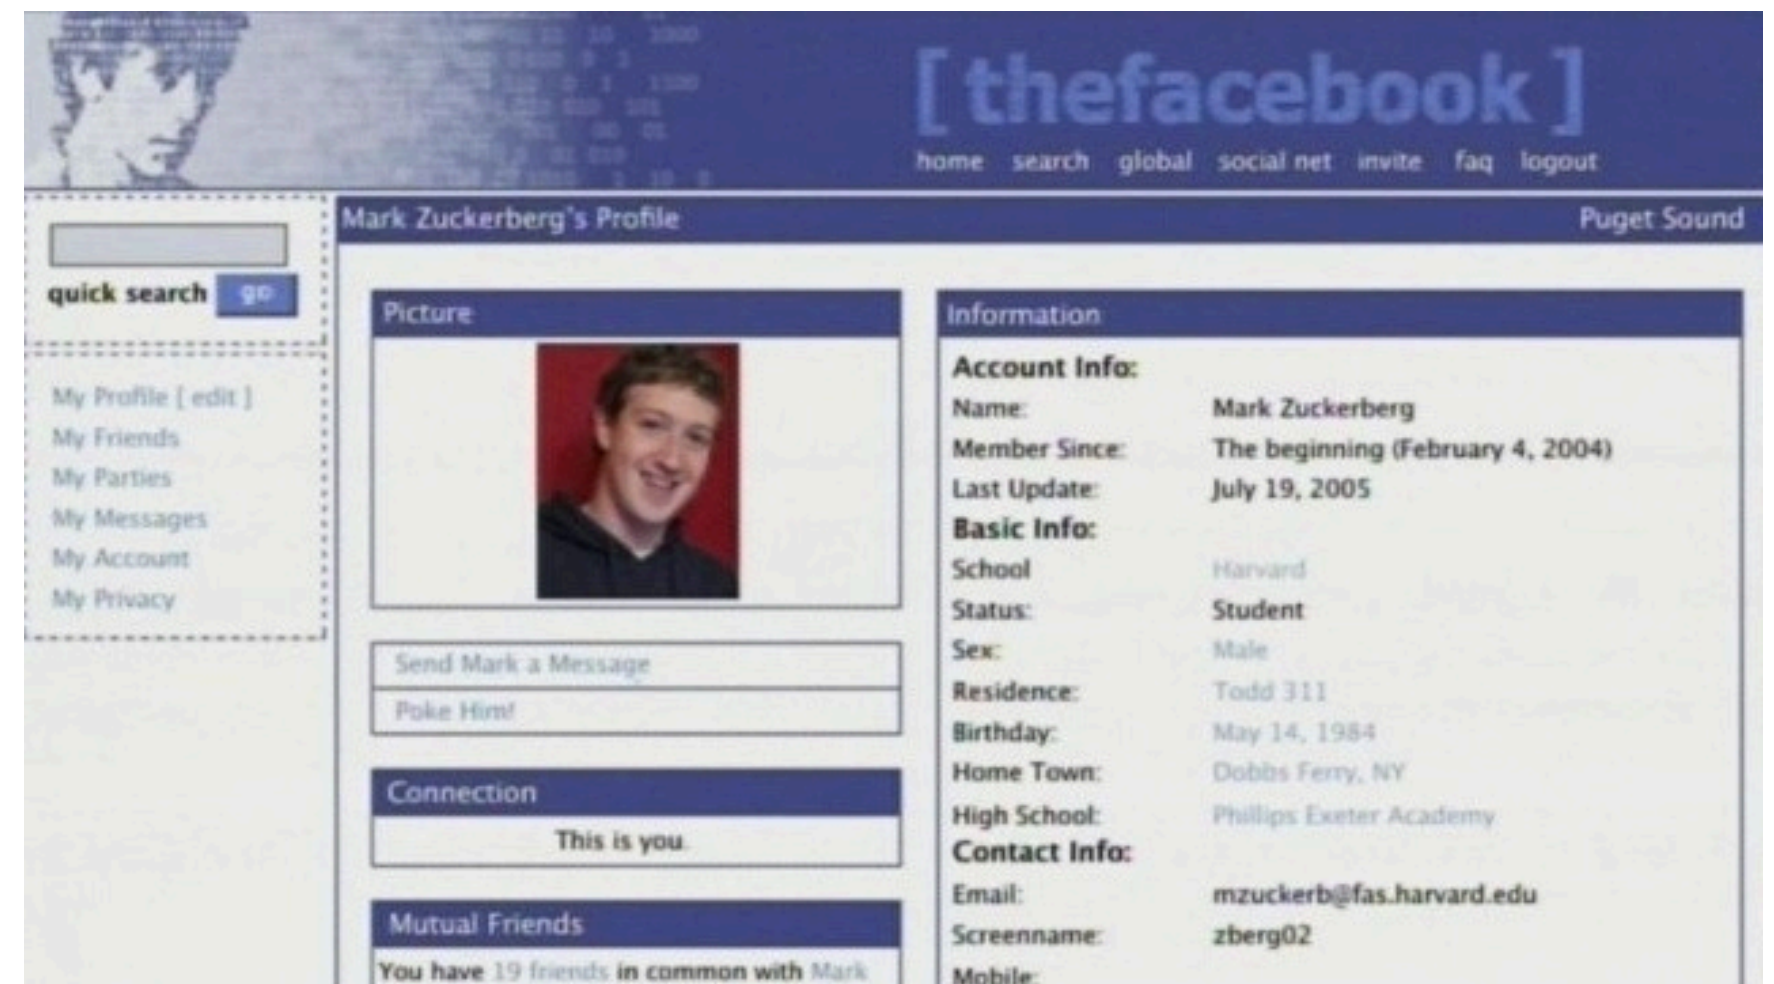 [ thefacebook ]
home search global social net invite faq logout
quick search go
My Profile [ edit ]
My Friends
My Parties
My Messages
My Account
My Privacy
Mark Zuckerberg's Profile Puget Sound
Picture
Send Mark a Message
Poke Him!
Connection
This is you.
Mutual Friends
You have 19 friends in common with Mark
Information
Account Info:
Name: Mark Zuckerberg
Member Since: The beginning (February 4, 2004)
Last Update: July 19, 2005
Basic Info:
School Harvard
Status: Student
Sex: Male
Residence: Todd 311
Birthday: May 14, 1984
Home Town: Dobbs Ferry, NY
High School: Phillips Exeter Academy
Contact Info:
Email: mzuckerb@fas.harvard.edu
Screenname: zberg02
Mobile: